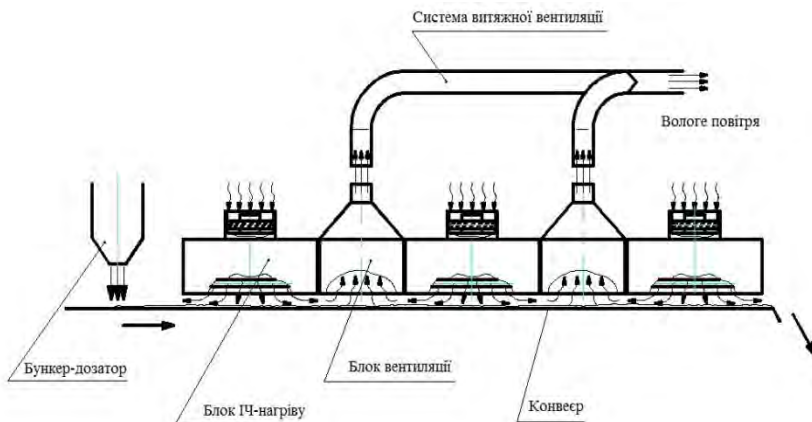 Система витяжної вентиляції
Вологе повітря
Бункер-дозатор
Блок ІЧ-нагріву
Блок вентиляції
Конвеєр